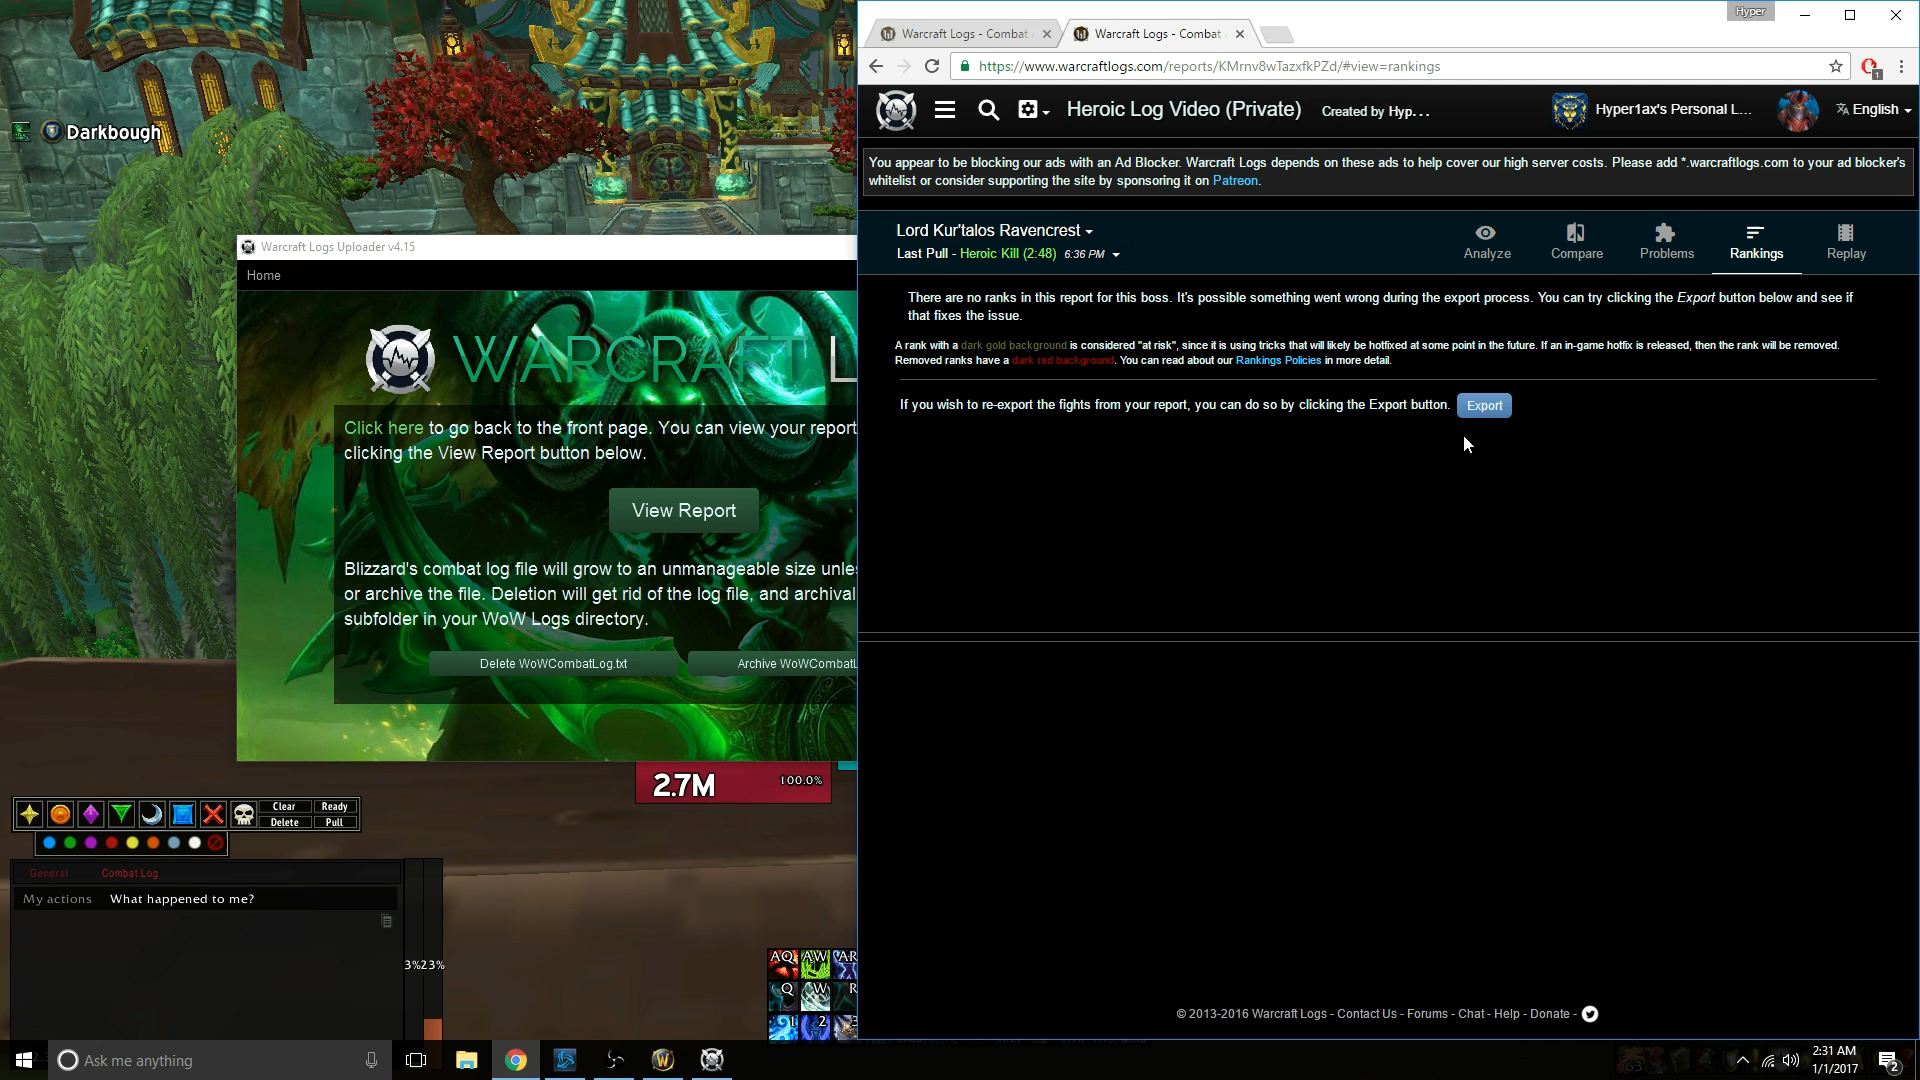 Hyper
Warcraft Logs - Combat
Warcraft Logs - Combat
https://www.warcraftlogs.com/reports/KMrnv8wTazxfkPZd/#view=rankings
1
Heroic Log Video (Private)
Created by Hyp...
Hyper1ax's Personal L...
English
You appear to be blocking our ads with an Ad Blocker. Warcraft Logs depends on these ads to help cover our high server costs. Please add *.warcraftlogs.com to your ad blocker's
whitelist or consider supporting the site by sponsoring it on Patreon.
Lord Kur'talos Ravencrest
Last Pull - Heroic Kill (2:48) 6:36 PM
Analyze
Compare
Problems
Rankings
Replay
There are no ranks in this report for this boss. It's possible something went wrong during the export process. You can try clicking the Export button below and see if
that fixes the issue.
A rank with a dark gold background is considered "at risk", since it is using tricks that will likely be hotfixed at some point in the future. If an in-game hotfix is released, then the rank will be removed.
Removed ranks have a dark red background. You can read about our Rankings Policies in more detail.
If you wish to re-export the fights from your report, you can do so by clicking the Export button.
Export
© 2013-2016 Warcraft Logs - Contact Us - Forums - Chat - Help - Donate -
Darkbough
Warcraft Logs Uploader v4.15
Home
WARCRAFT L
Click here to go back to the front page. You can view your report
clicking the View Report button below.
View Report
Blizzard's combat log file will grow to an unmanageable size unle
or archive the file. Deletion will get rid of the log file, and archival
subfolder in your WoW Logs directory.
Delete WoWCombatLog.txt
Archive WoWCombatL
2.7M
100.0%
Clear
Ready
Delete
Pull
General
Combat Log
My actions
What happened to me?
3%23%
AQ
AW
AR
Q
W
R
1
2
3
Ask me anything
2:31 AM
1/1/2017
2